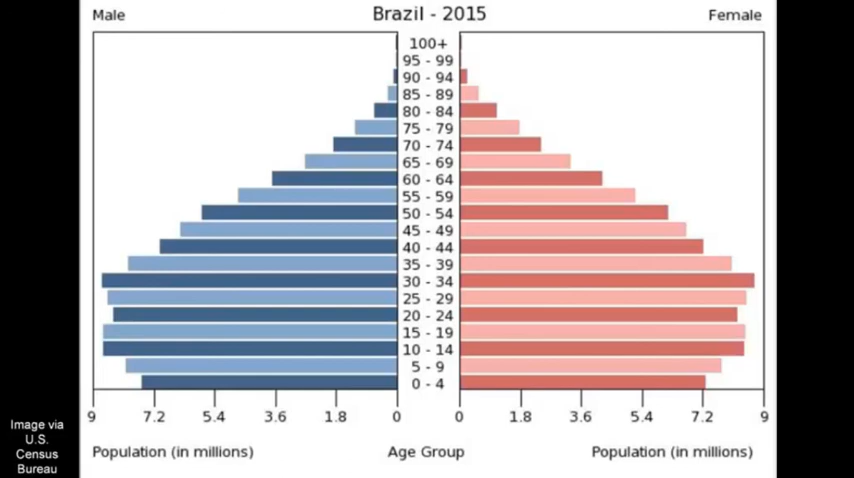 Male
Brazil - 2015
Female
100+
95 - 99
90 - 94
85 - 89
80 - 84
75 - 79
70 - 74
65 - 69
60 - 64
55 - 59
50 - 54
45 - 49
40 - 44
35 - 39
30 - 34
25 - 29
20 - 24
15 - 19
10 - 14
5 - 9
0 - 4
9 7.2 5.4 3.6 1.8 0 0 1.8 3.6 5.4 7.2 9
Population (in millions)
Age Group
Population (in millions)
Image via
U.S.
Census
Bureau